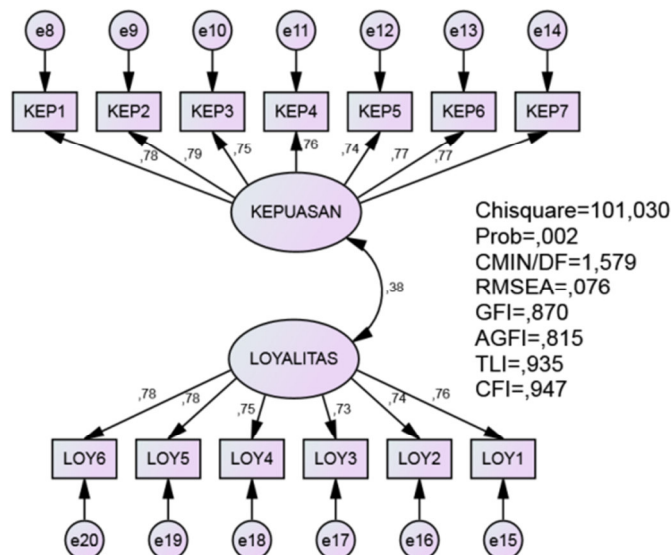 e8 e9 e10 e11 e12 e13 e14
KEP1 KEP2 KEP3 KEP4 KEP5 KEP6 KEP7
,78 ,79 ,75 ,76 ,74 ,77 ,77
KEPUASAN
,38
Chisquare=101,030
Prob=,002
CMIN/DF=1,579
RMSEA=,076
GFI=,870
AGFI=,815
TLI=,935
CFI=,947
LOYALITAS
,78 ,78 ,75 ,73 ,74 ,76
LOY6 LOY5 LOY4 LOY3 LOY2 LOY1
e20 e19 e18 e17 e16 e15